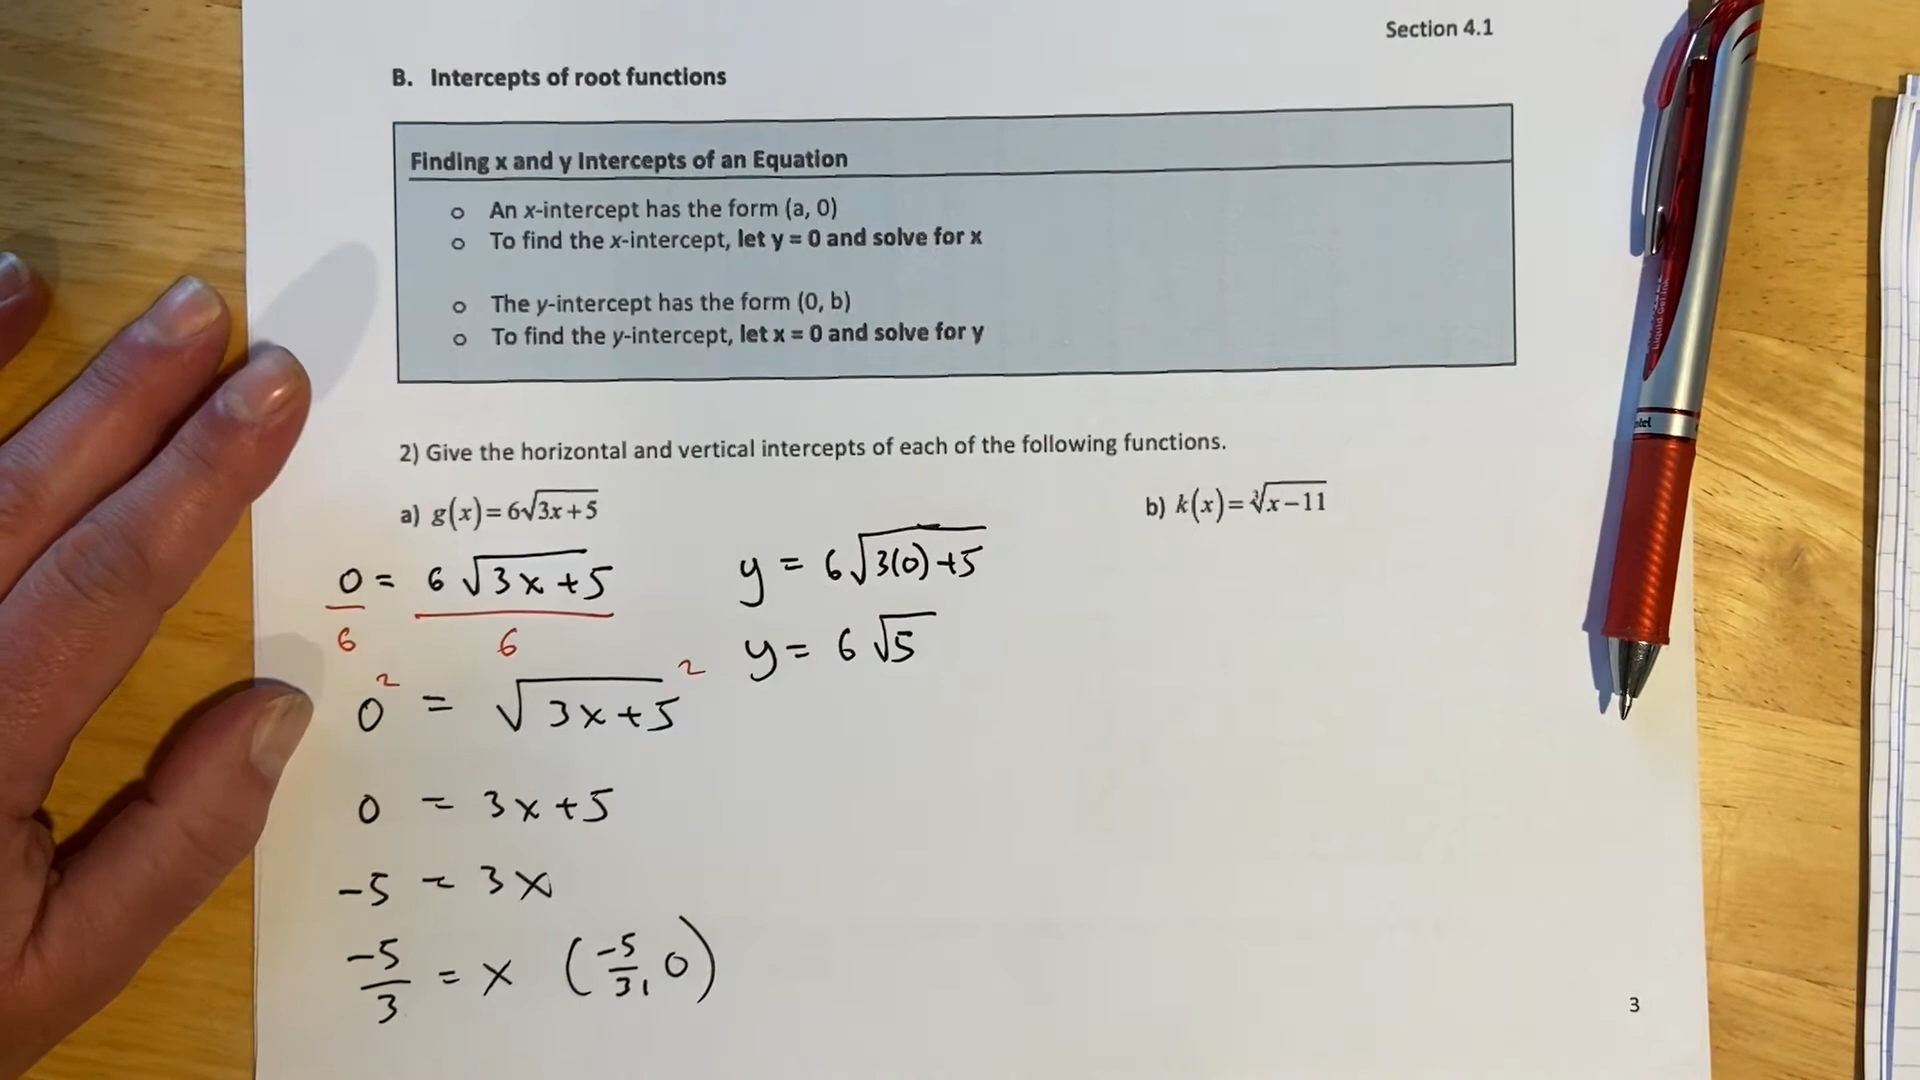 Section 4.1
B. Intercepts of root functions
Finding x and y Intercepts of an Equation
o An x-intercept has the form (a, 0)
o To find the x-intercept, let y = 0 and solve for x
o The y-intercept has the form (0, b)
o To find the y-intercept, let x = 0 and solve for y
2) Give the horizontal and vertical intercepts of each of the following functions.
a) g(x)=6√3x+5
b) k(x)=∛x−11
0 = 6√3x+5
6 6
0² = √3x+5²
0 = 3x+5
-5 = 3x
-5/3 = x (-5/3, 0)
y = 6√3(0)+5
y = 6√5
3